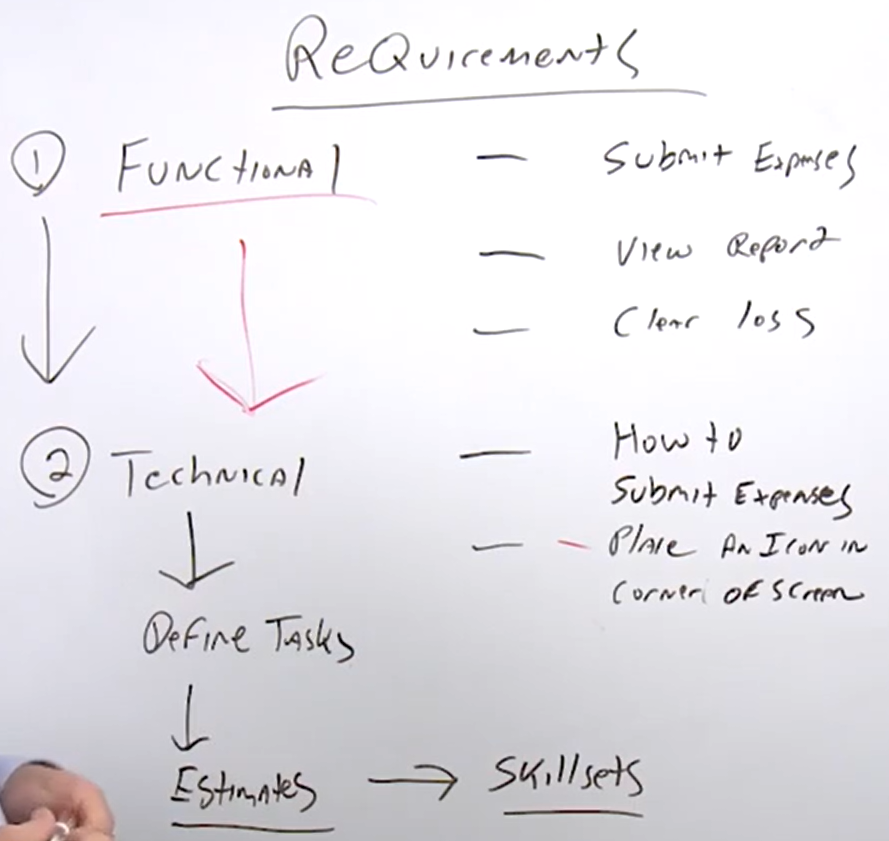 Requirements
1 Functional — Submit Expenses
— View Report
— Clear loss
2 Technical — How to
Submit Expenses
— – Place An Icon in
Corner of Screen
Define Tasks
Estimates → Skillsets